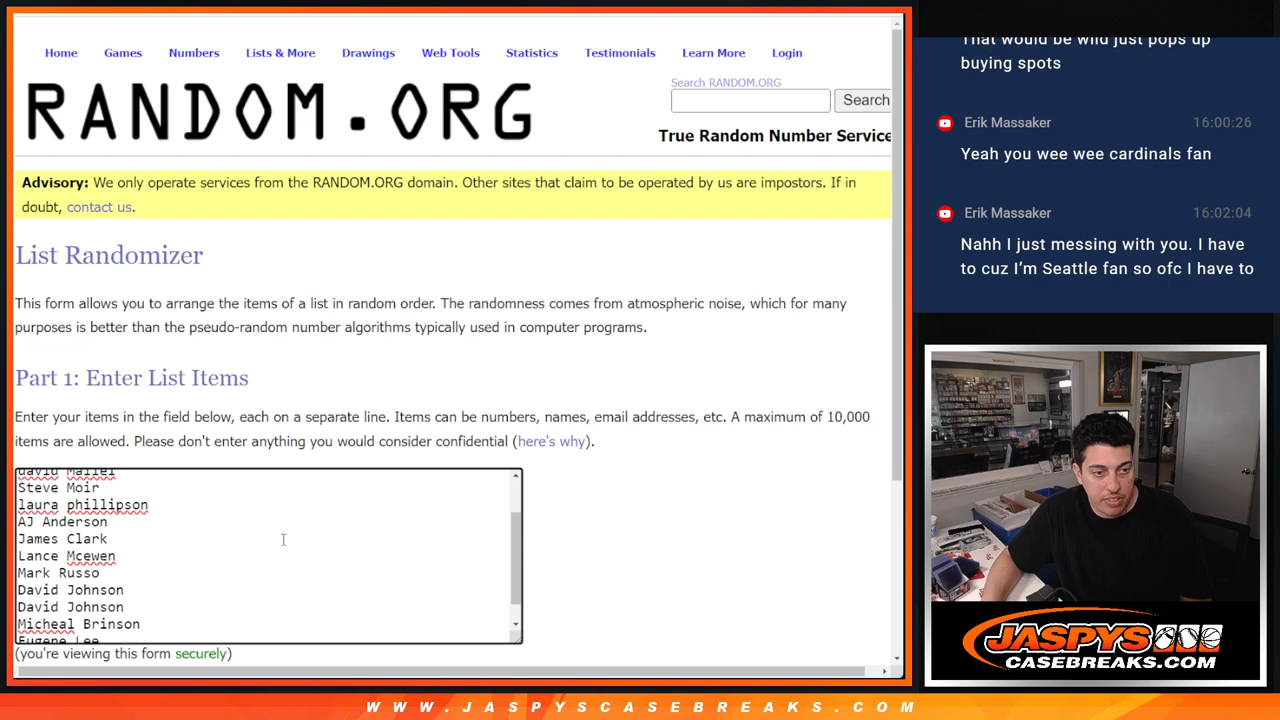 Home Games Numbers Lists & More Drawings Web Tools Statistics Testimonials Learn More Login
RANDOM.ORG
Search RANDOM.ORG
Search
True Random Number Service
Advisory: We only operate services from the RANDOM.ORG domain. Other sites that claim to be operated by us are impostors. If in
doubt, contact us.
List Randomizer
This form allows you to arrange the items of a list in random order. The randomness comes from atmospheric noise, which for many
purposes is better than the pseudo-random number algorithms typically used in computer programs.
Part 1: Enter List Items
Enter your items in the field below, each on a separate line. Items can be numbers, names, email addresses, etc. A maximum of 10,000
items are allowed. Please don't enter anything you would consider confidential (here's why).
david
Steve Moir
laura phillipson
AJ Anderson
James Clark
Lance Mcewen
Mark Russo
David Johnson
David Johnson
Micheal Brinson
Eugene Lee
(you're viewing this form securely)
That would be wild just pops up
buying spots
Erik Massaker 16:00:26
Yeah you wee wee cardinals fan
Erik Massaker 16:02:04
Nahh I just messing with you. I have
to cuz I’m Seattle fan so ofc I have to
JASPYS
CASEBREAKS.COM
WWW.JASPYSCASEBREAKS.COM